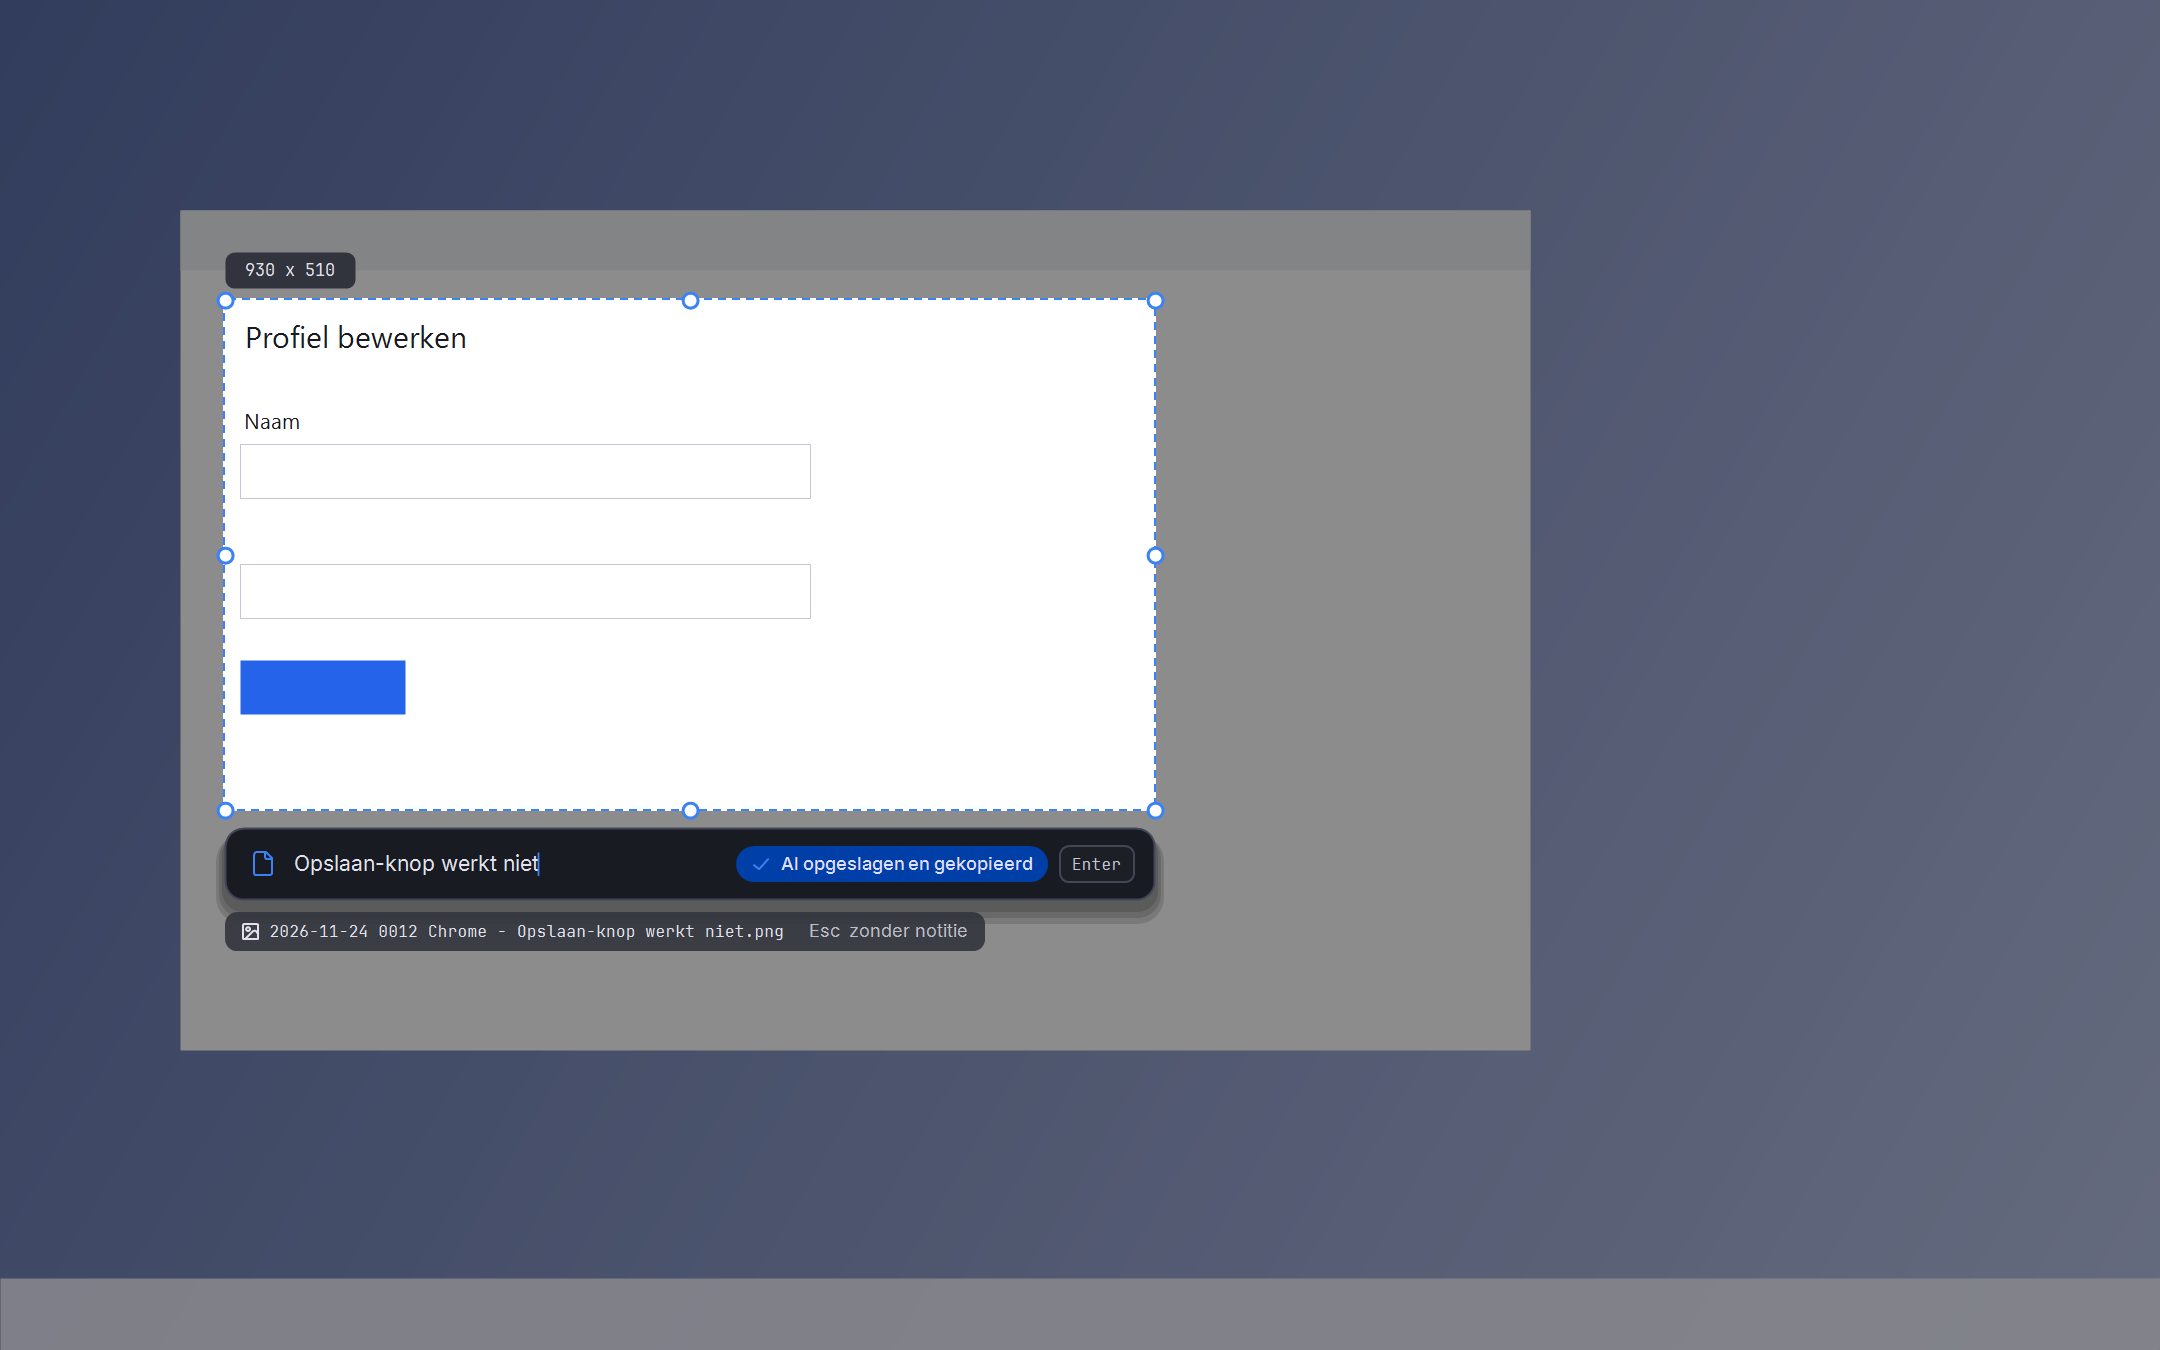 930 x 510
Profiel bewerken
Naam
Opslaan-knop werkt niet
Al opgeslagen en gekopieerd
Enter
2026-11-24 0012 Chrome - Opslaan-knop werkt niet.png
Esc zonder notitie